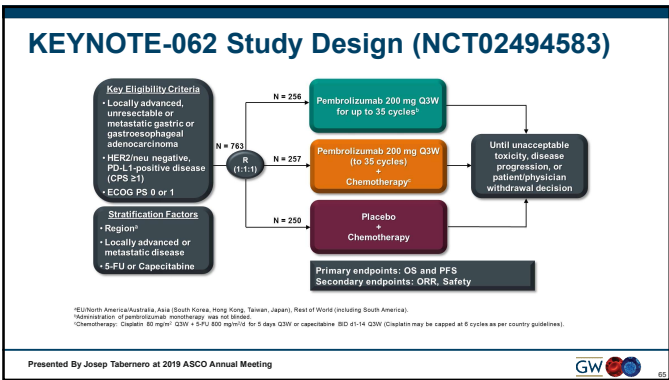 KEYNOTE-062 Study Design (NCT02494583)
Key Eligibility Criteria
• Locally advanced,
unresectable or
metastatic gastric or
gastroesophageal
adenocarcinoma
• HER2/neu negative,
PD-L1-positive disease
(CPS ≥1)
• ECOG PS 0 or 1
Stratification Factors
• Regionᵃ
• Locally advanced or
metastatic disease
• 5-FU or Capecitabine
N = 763
R
(1:1:1)
N = 256
Pembrolizumab 200 mg Q3W
for up to 35 cyclesᵇ
N = 257
Pembrolizumab 200 mg Q3W
(to 35 cycles)
+
Chemotherapyᶜ
N = 250
Placebo
+
Chemotherapy
Until unacceptable
toxicity, disease
progression, or
patient/physician
withdrawal decision
Primary endpoints: OS and PFS
Secondary endpoints: ORR, Safety
ᵃEU/North America/Australia, Asia (South Korea, Hong Kong, Taiwan, Japan), Rest of World (including South America).
ᵇAdministration of pembrolizumab monotherapy was not blinded.
ᶜChemotherapy: Cisplatin 80 mg/m² Q3W + 5-FU 800 mg/m²/d for 5 days Q3W or capecitabine BID d1-14 Q3W (Cisplatin may be capped at 6 cycles as per country guidelines).
Presented By Josep Tabernero at 2019 ASCO Annual Meeting
GW
65